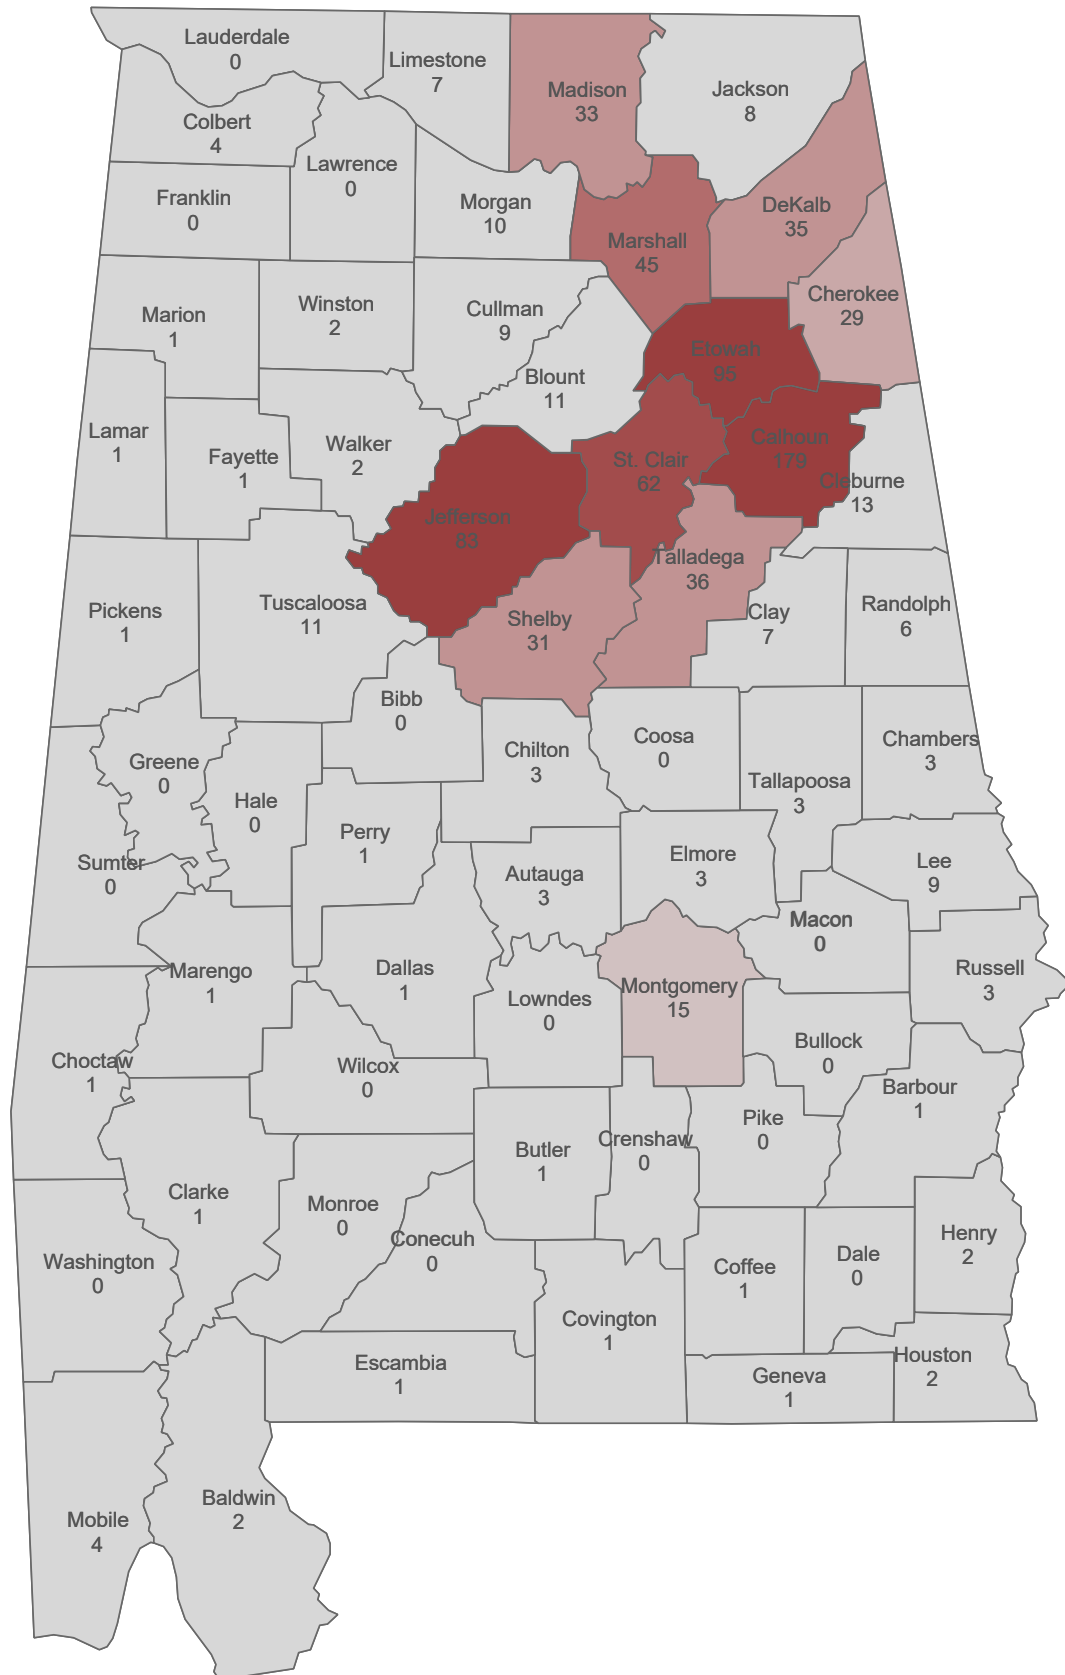 Lauderdale
0
Limestone
7
Madison
33
Jackson
8
Colbert
4
Lawrence
0
Franklin
0
Morgan
10
DeKalb
35
Marshall
45
Cherokee
29
Marion
1
Winston
2
Cullman
9
Etowah
95
Blount
11
Lamar
1
Fayette
1
Walker
2
St. Clair
62
Calhoun
179
Cleburne
13
Jefferson
83
Talladega
36
Pickens
1
Tuscaloosa
11
Shelby
31
Clay
7
Randolph
6
Bibb
0
Greene
0
Hale
0
Chilton
3
Coosa
0
Tallapoosa
3
Chambers
3
Sumter
0
Perry
1
Autauga
3
Elmore
3
Lee
9
Macon
0
Marengo
1
Dallas
1
Lowndes
0
Montgomery
15
Russell
3
Choctaw
1
Wilcox
0
Bullock
0
Barbour
1
Butler
1
Crenshaw
0
Pike
0
Clarke
1
Monroe
0
Conecuh
0
Washington
0
Coffee
1
Dale
0
Henry
2
Covington
1
Escambia
1
Geneva
1
Houston
2
Mobile
4
Baldwin
2